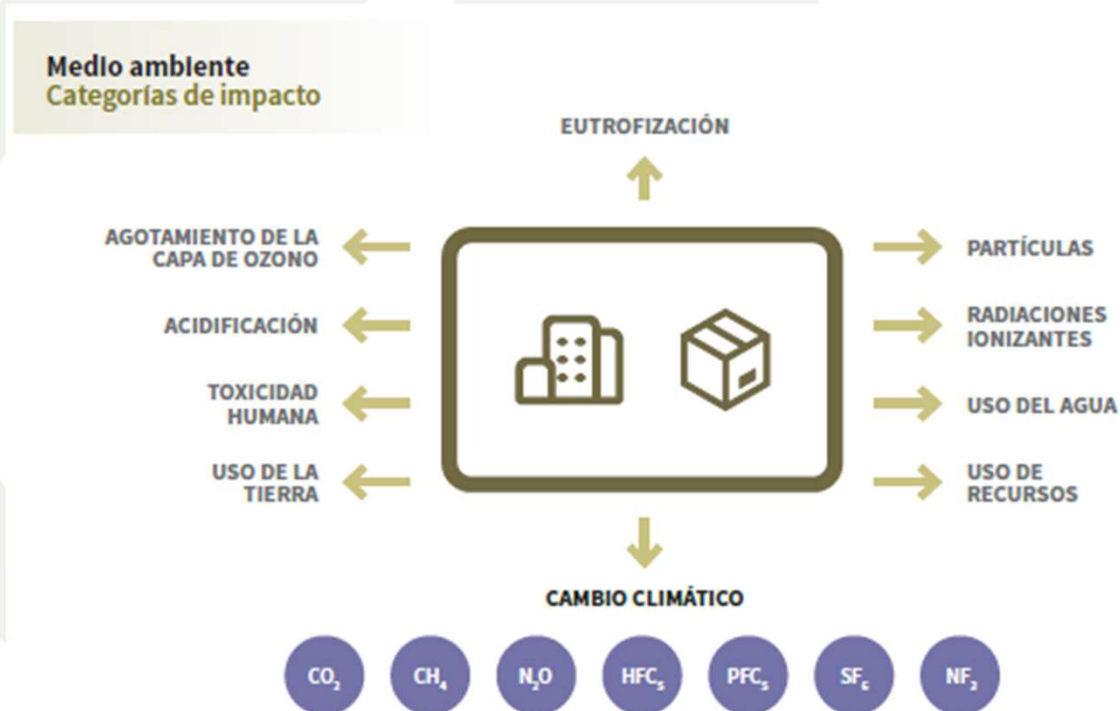 Medio ambiente
Categorías de impacto
EUTROFIZACIÓN
AGOTAMIENTO DE LA
CAPA DE OZONO
ACIDIFICACIÓN
TOXICIDAD
HUMANA
USO DE LA
TIERRA
PARTÍCULAS
RADIACIONES
IONIZANTES
USO DEL AGUA
USO DE
RECURSOS
CAMBIO CLIMÁTICO
CO₂ CH₄ N₂O HFCₛ PFCₛ SF₆ NF₃